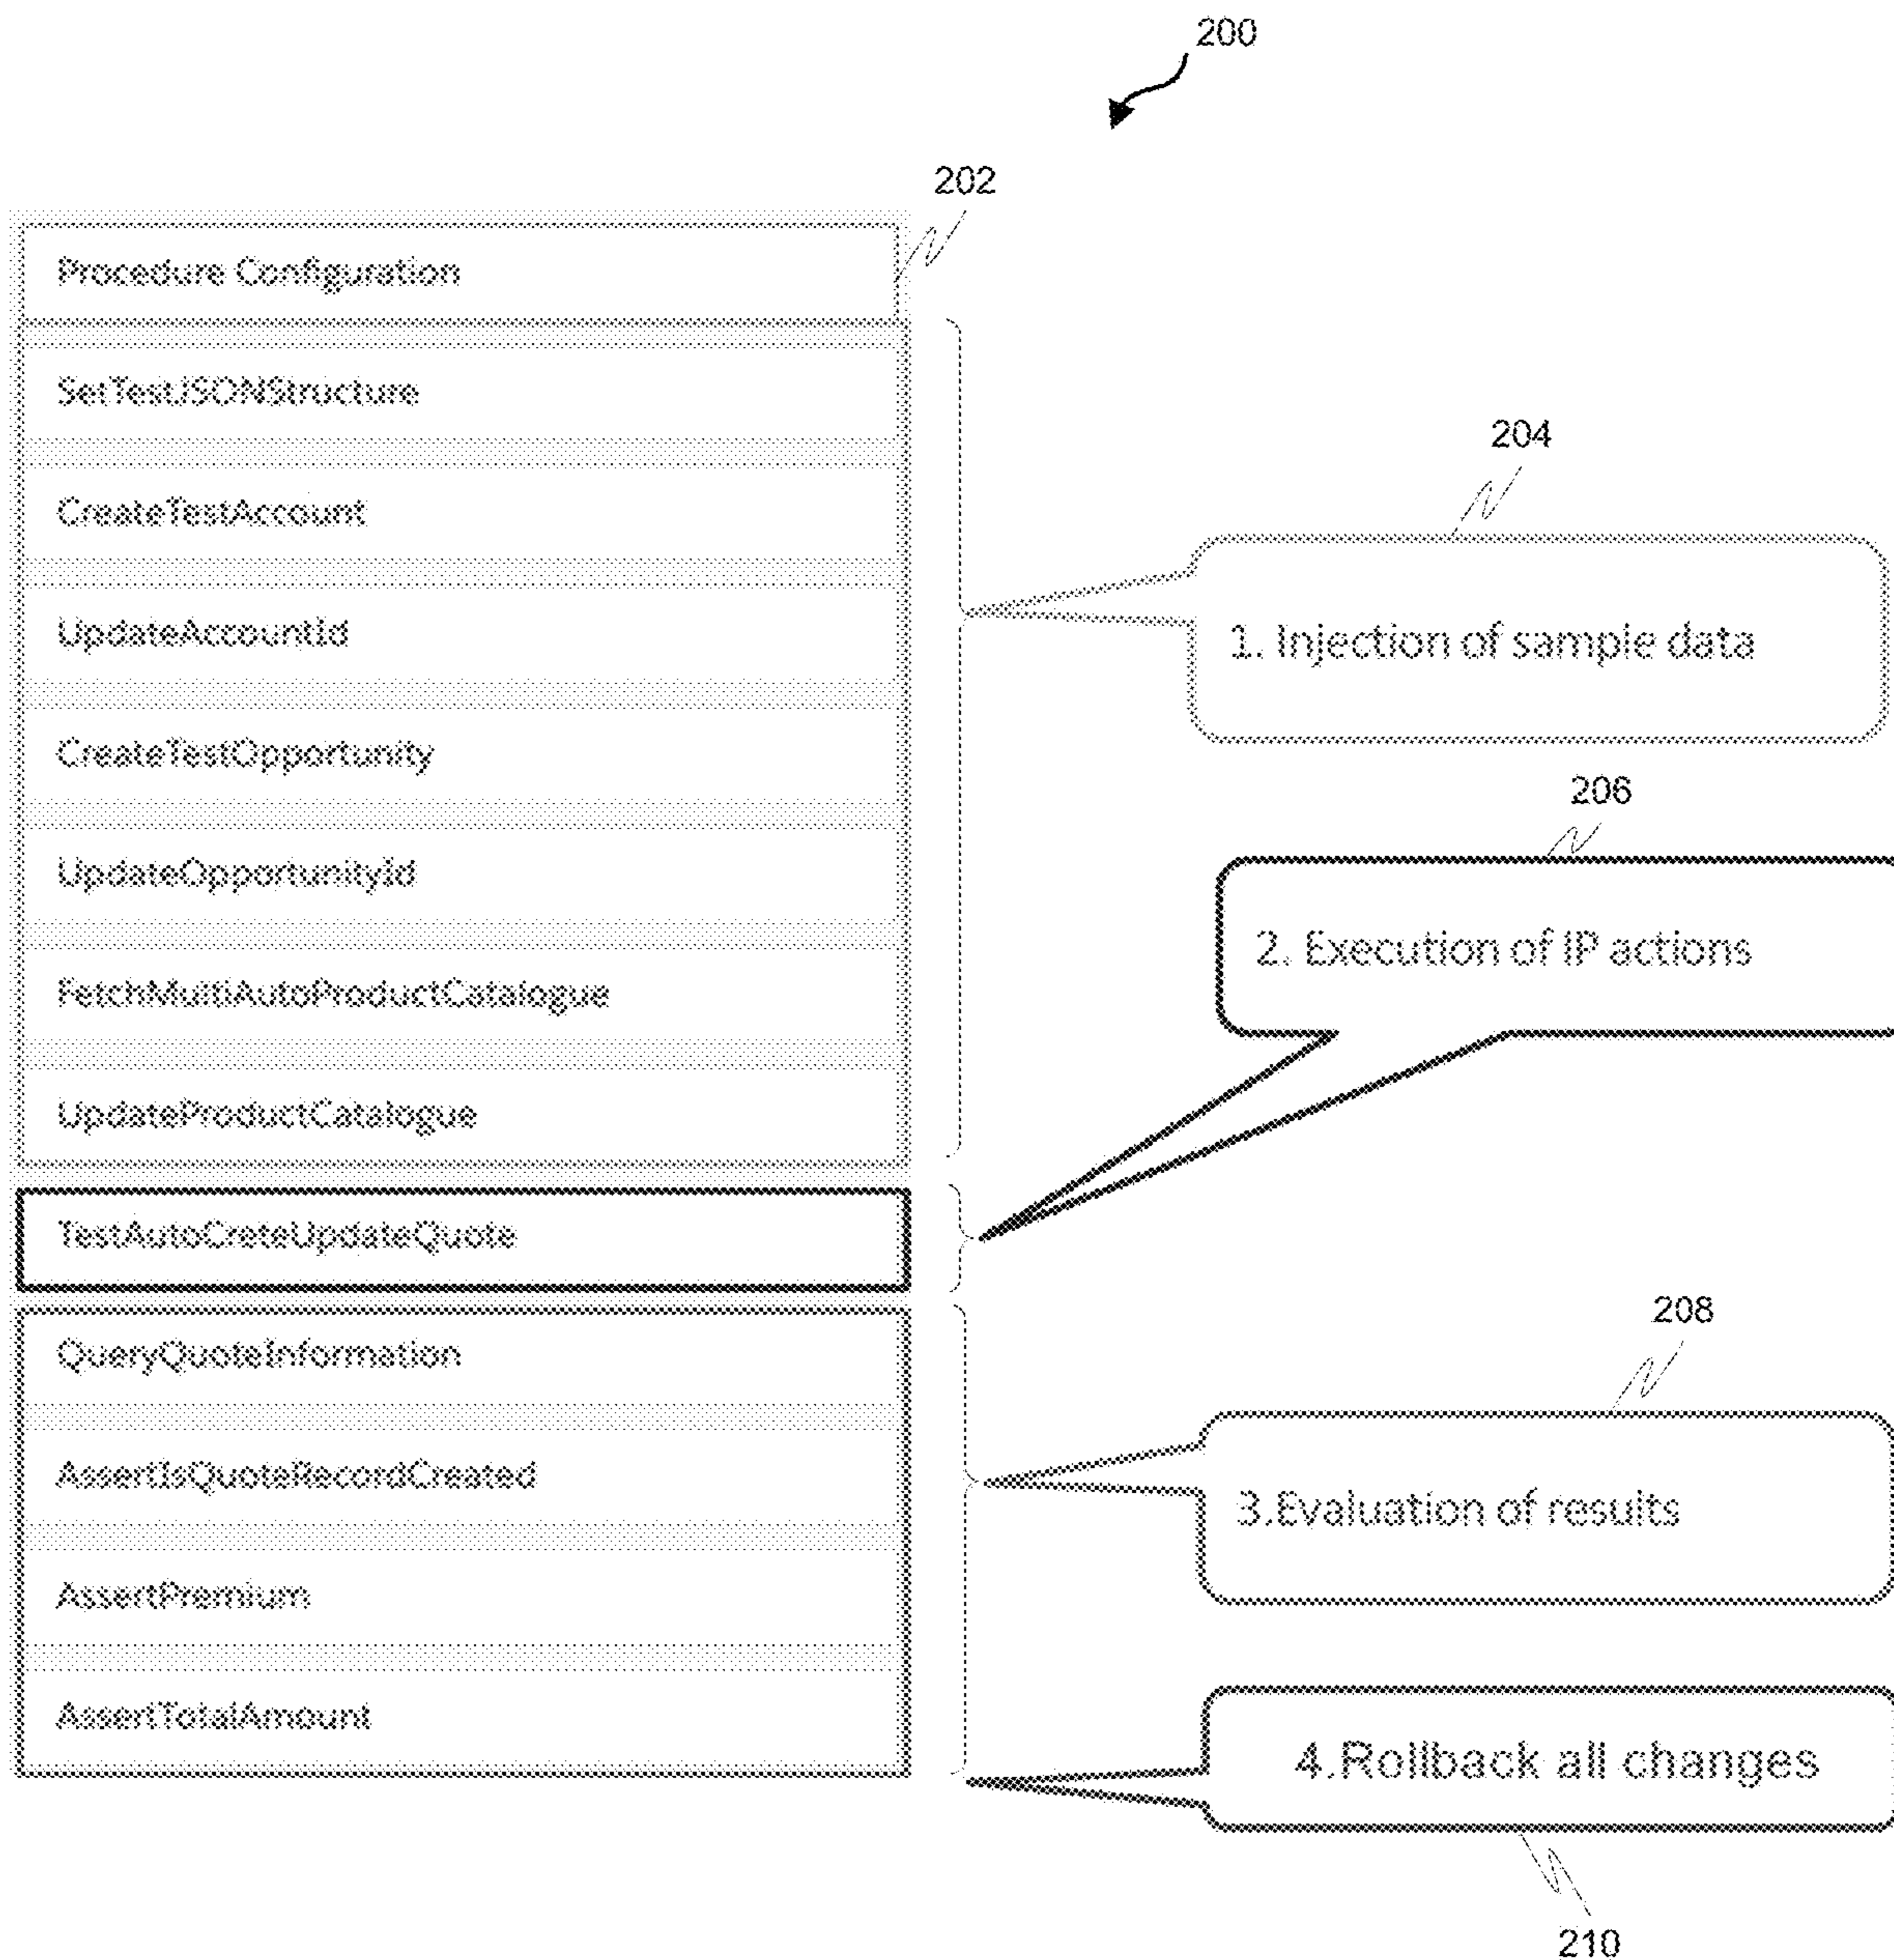 200
202
Procedure Configuration
SetTestJSONStructure
CreateTestAccount
UpdateAccountId
CreateTestOpportunity
UpdateOpportunityId
FetchMultiAutoProductCatalogue
UpdateProductCatalogue
TestAutoCreteUpdateQuote
QueryQuoteInformation
AssertIsQuoteRecordCreated
AssertPremium
AssertTotalAmount
204
1. Injection of sample data
206
2. Execution of IP actions
208
3.Evaluation of results
4.Rollback all changes
210